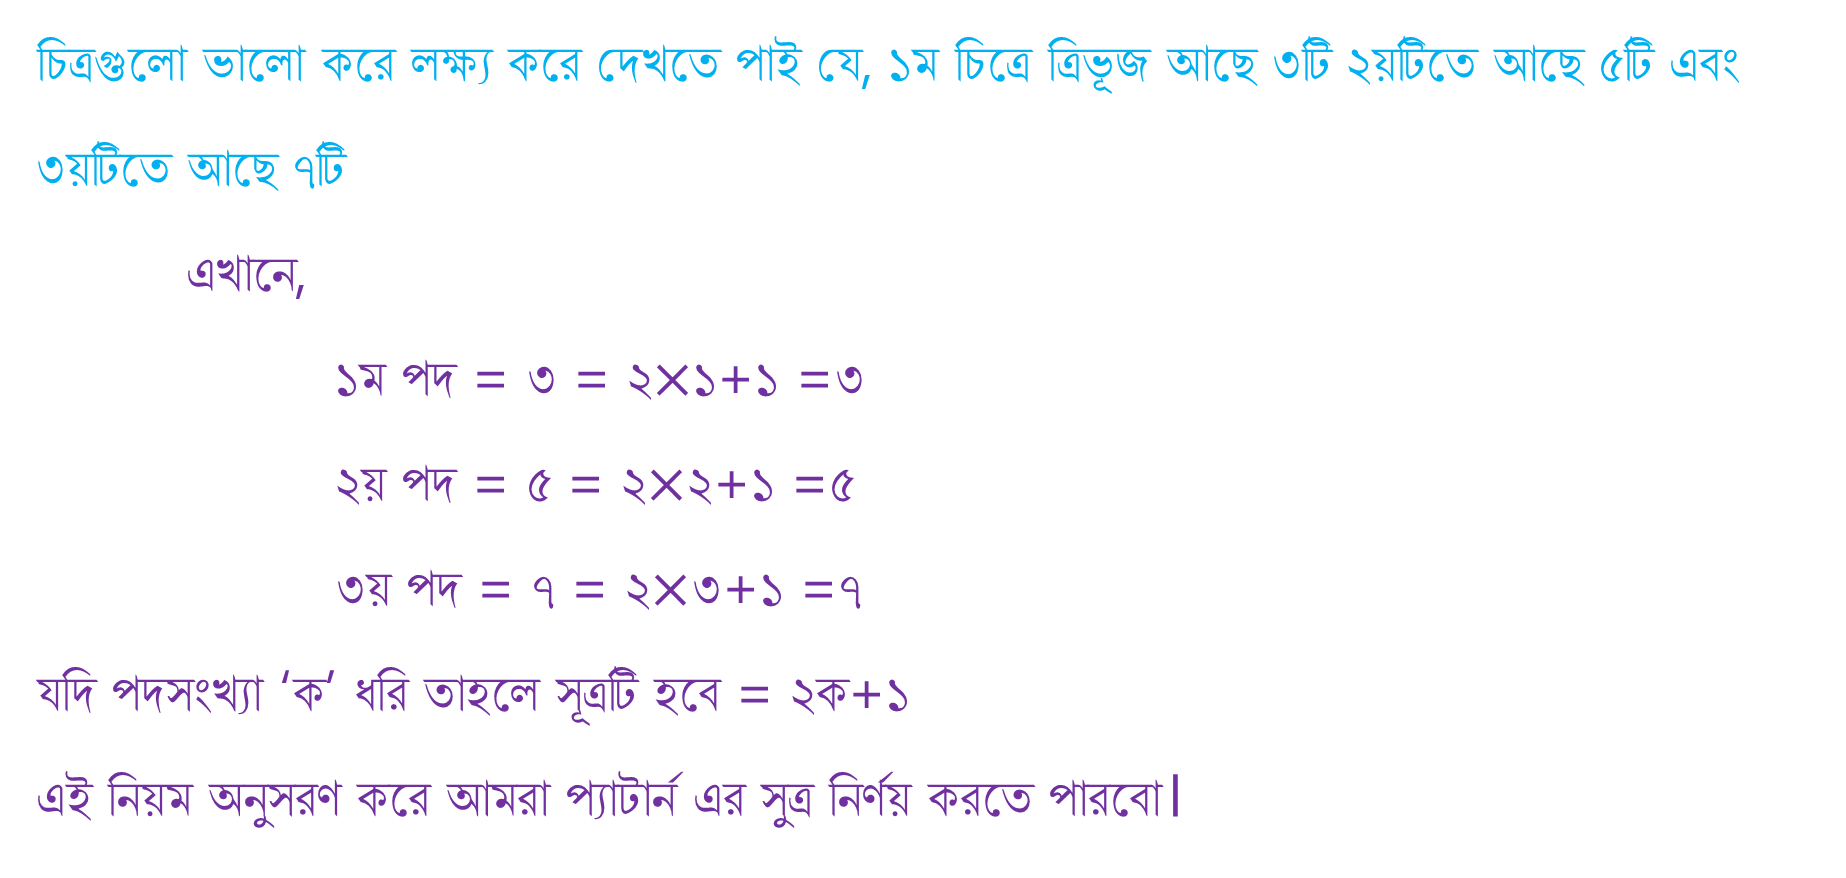 চিত্রগুলো ভালো করে লক্ষ্য করে দেখতে পাই যে, ১ম চিত্রে ত্রিভূজ আছে ৩টি ২য়টিতে আছে ৫টি এবং
৩য়টিতে আছে ৭টি
এখানে,
১ম পদ = ৩ = ২×১+১ =৩
২য় পদ = ৫ = ২×২+১ =৫
৩য় পদ = ৭ = ২×৩+১ =৭
যদি পদসংখ্যা ‘ক‘ ধরি তাহলে সূত্রটি হবে = ২ক+১
এই নিয়ম অনুসরণ করে আমরা প্যাটার্ন এর সুত্র নির্ণয় করতে পারবো|